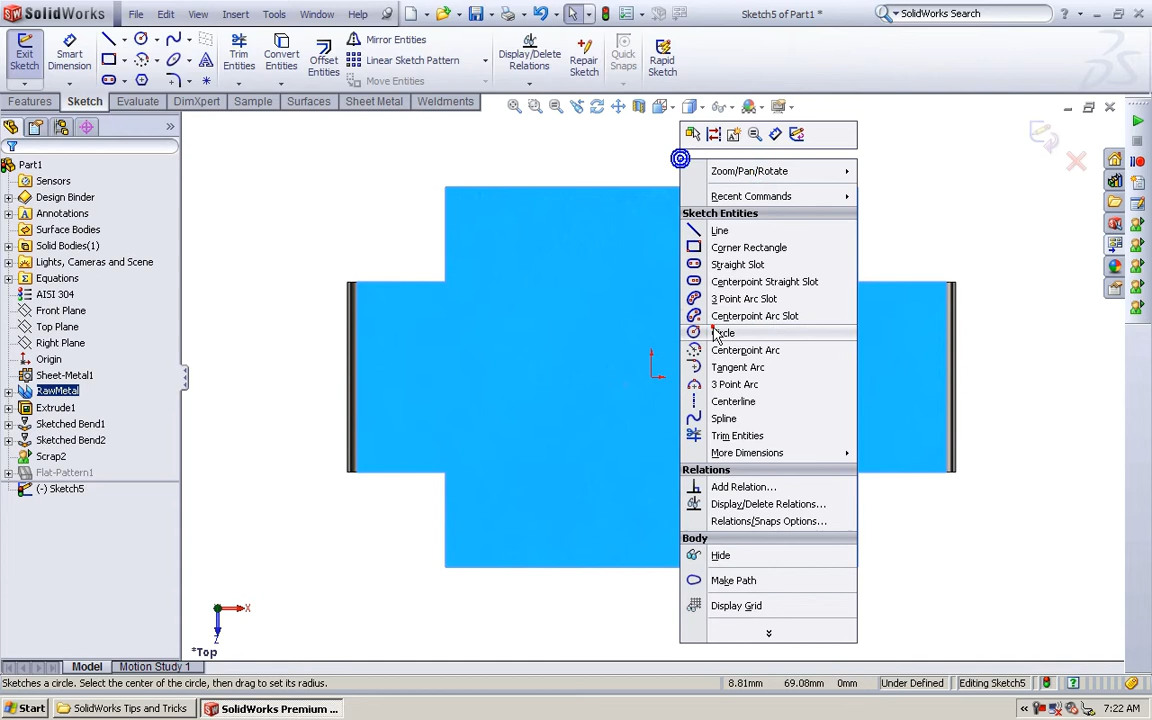 SolidWorks
File
Edit
View
Insert
Tools
Window
Help
Sketch5 of Part1 *
SolidWorks Search
Exit Sketch
Smart Dimension
Trim Entities
Convert Entities
Offset Entities
Mirror Entities
Linear Sketch Pattern
Move Entities
Display/Delete Relations
Repair Sketch
Quick Snaps
Rapid Sketch
Features
Sketch
Evaluate
DimXpert
Sample
Surfaces
Sheet Metal
Weldments
Part1
Sensors
Design Binder
Annotations
Surface Bodies
Solid Bodies(1)
Lights, Cameras and Scene
Equations
AISI 304
Front Plane
Top Plane
Right Plane
Origin
Sheet-Metal1
RawMetal
Extrude1
Sketched Bend1
Sketched Bend2
Scrap2
Flat-Pattern1
(-) Sketch5
Zoom/Pan/Rotate
Recent Commands
Sketch Entities
Line
Corner Rectangle
Straight Slot
Centerpoint Straight Slot
3 Point Arc Slot
Centerpoint Arc Slot
Circle
Centerpoint Arc
Tangent Arc
3 Point Arc
Centerline
Spline
Trim Entities
More Dimensions
Relations
Add Relation...
Display/Delete Relations...
Relations/Snaps Options...
Body
Hide
Make Path
Display Grid
X
Z
*Top
Model
Motion Study 1
Sketches a circle. Select the center of the circle, then drag to set its radius.
8.81mm
69.08mm
0mm
Under Defined
Editing Sketch5
Start
SolidWorks Tips and Tricks
SolidWorks Premium ...
7:22 AM